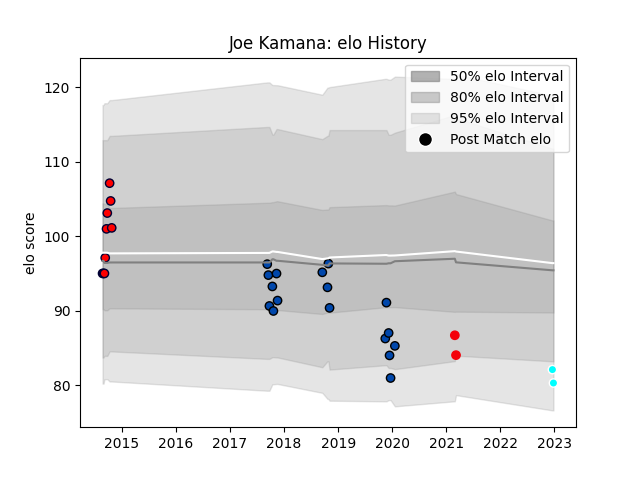 Joe Kamana: elo History
50% elo Interval
80% elo Interval
95% elo Interval
Post Match elo
elo score
120
110
100
90
80
2015 2016 2017 2018 2019 2020 2021 2022 2023